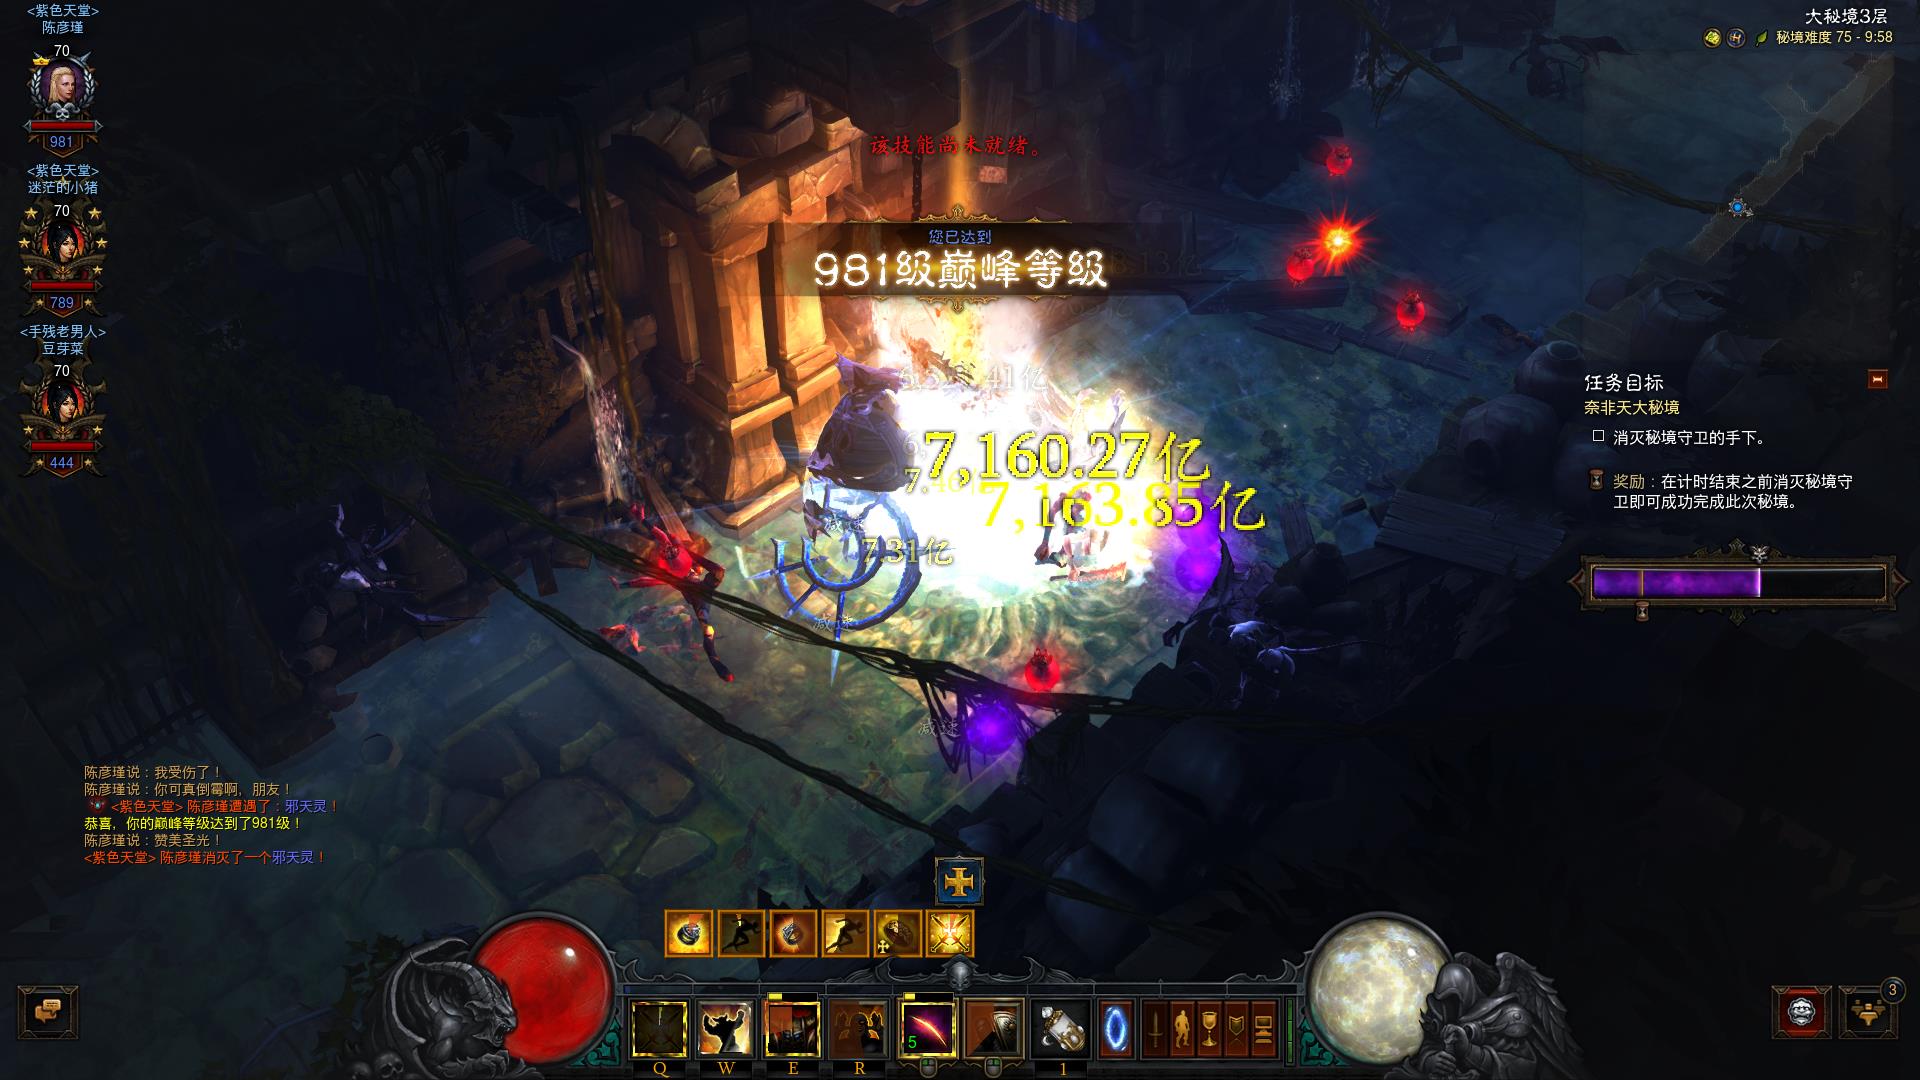 <紫色天堂>
陈彦瑾
70
981
<紫色天堂>
迷茫的小猪
70
789
<手残老男人>
豆芽菜
70
444
大秘境3层
秘境难度 75 - 9:58
该技能尚未就绪。
您已达到
981级巅峰等级
7,160.27亿
7,163.85亿
7.31亿
减速
减速
减速
任务目标
奈非天大秘境
消灭秘境守卫的手下。
奖励：在计时结束之前消灭秘境守
卫即可成功完成此次秘境。
陈彦瑾说：我受伤了！
陈彦瑾说：你可真倒霉啊，朋友！
<紫色天堂> 陈彦瑾遭遇了：邪天灵！
恭喜，你的巅峰等级达到了981级！
陈彦瑾说：赞美圣光！
<紫色天堂> 陈彦瑾消灭了一个邪天灵！
5
Q W E R 1
3